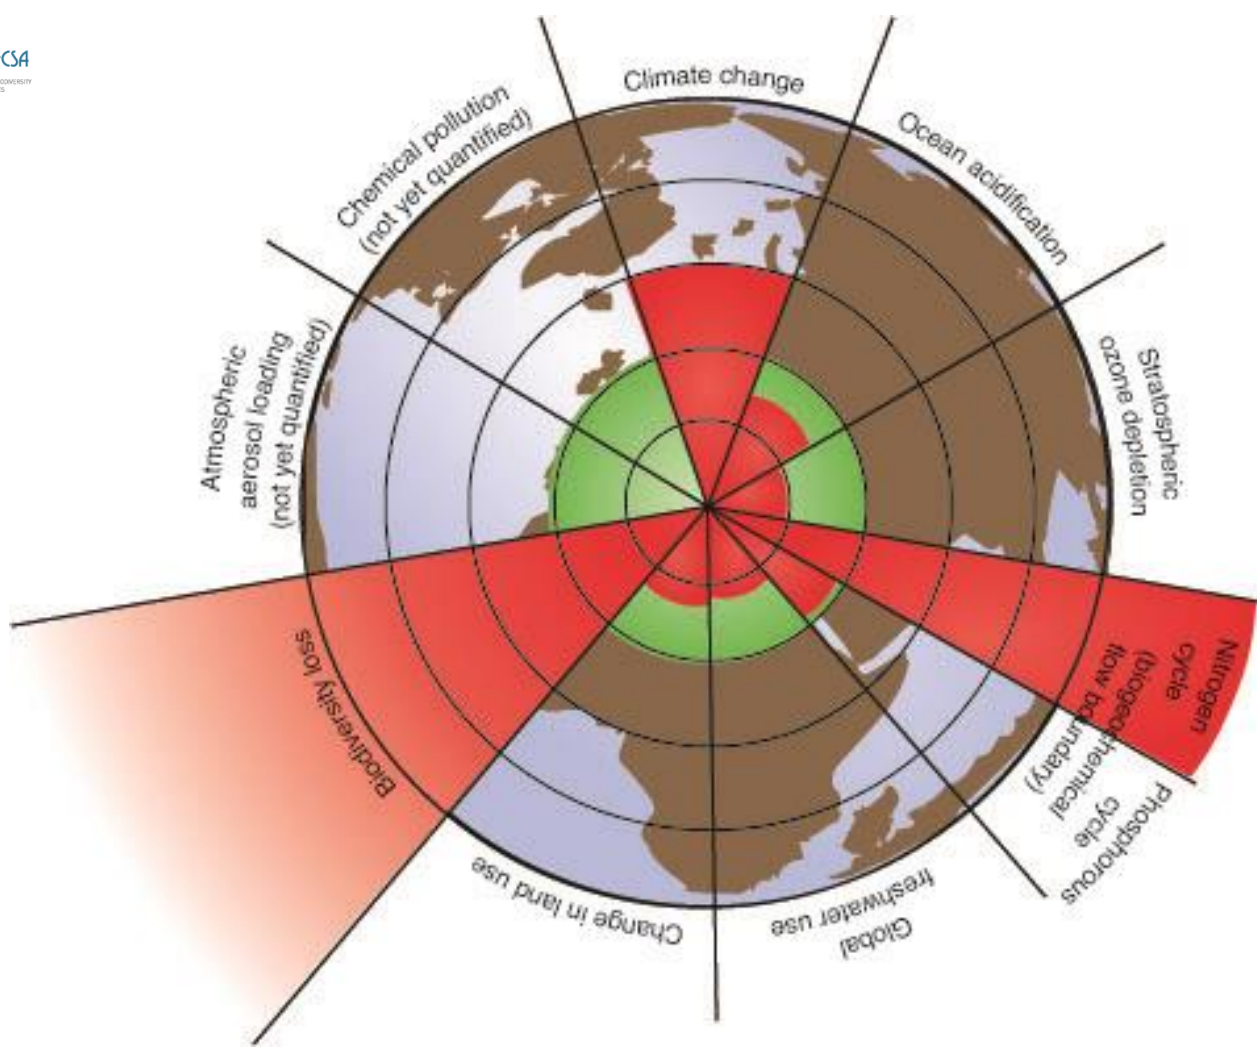 CSA
Climate change
Ocean acidification
Stratospheric
ozone depletion
Nitrogen
cycle
(biogeochemical
flow boundary)
Phosphorous
cycle
Global
freshwater use
Change in land use
Biodiversity loss
Atmospheric
aerosol loading
(not yet quantified)
Chemical pollution
(not yet quantified)